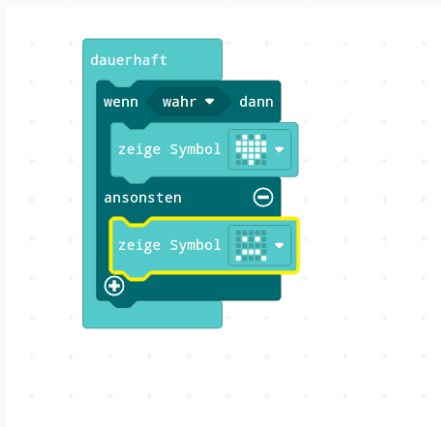 dauerhaft
wenn wahr dann
zeige Symbol
ansonsten
zeige Symbol